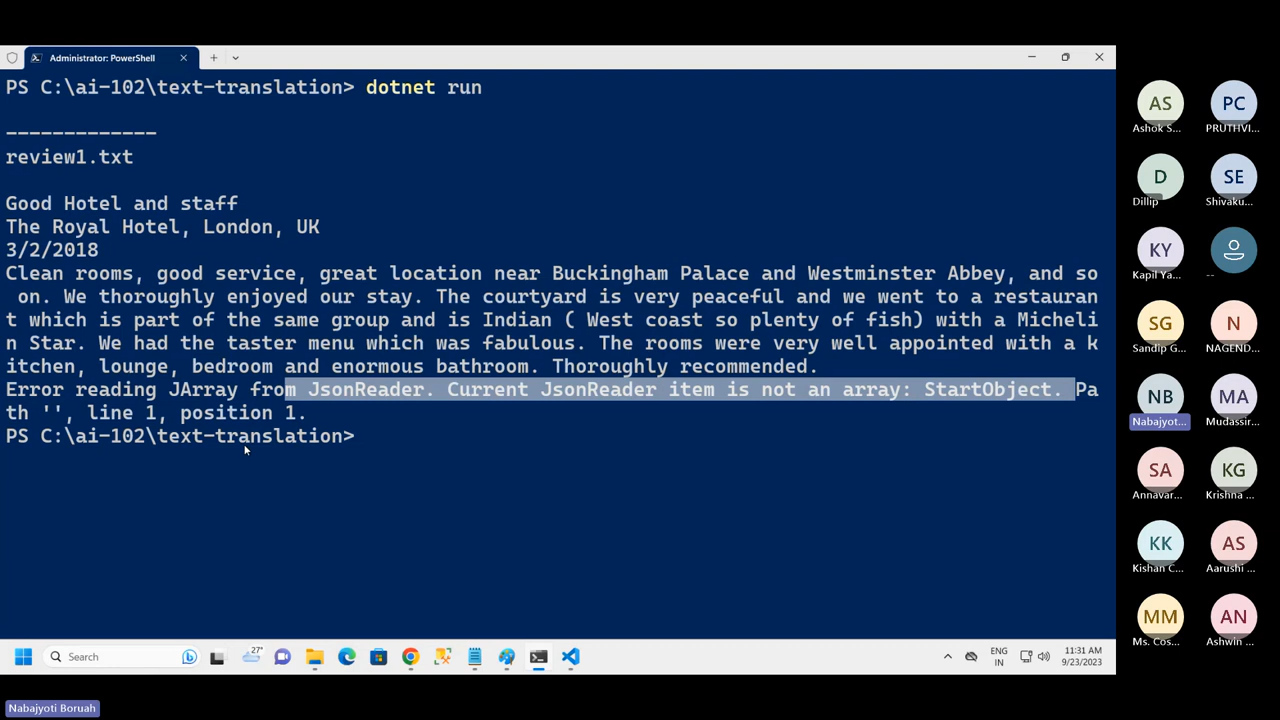 Administrator: PowerShell
PS C:\ai-102\text-translation> dotnet run
-------------
review1.txt
Good Hotel and staff
The Royal Hotel, London, UK
3/2/2018
Clean rooms, good service, great location near Buckingham Palace and Westminster Abbey, and so
 on. We thoroughly enjoyed our stay. The courtyard is very peaceful and we went to a restauran
t which is part of the same group and is Indian ( West coast so plenty of fish) with a Micheli
n Star. We had the taster menu which was fabulous. The rooms were very well appointed with a k
itchen, lounge, bedroom and enormous bathroom. Thoroughly recommended.
Error reading JArray from JsonReader. Current JsonReader item is not an array: StartObject. Pa
th '', line 1, position 1.
PS C:\ai-102\text-translation>
AS
Ashok S...
PC
PRUTHVI...
D
Dillip
SE
Shivaku...
KY
Kapil Ya...
--
SG
Sandip G...
N
NAGEND...
NB
Nabajyot...
MA
Mudassir...
SA
Annavar...
KG
Krishna ...
KK
Kishan C...
AS
Aarushi ...
MM
Ms. Cos...
AN
Ashwin ...
Search
27°
ENG
IN
11:31 AM
9/23/2023
Nabajyoti Boruah